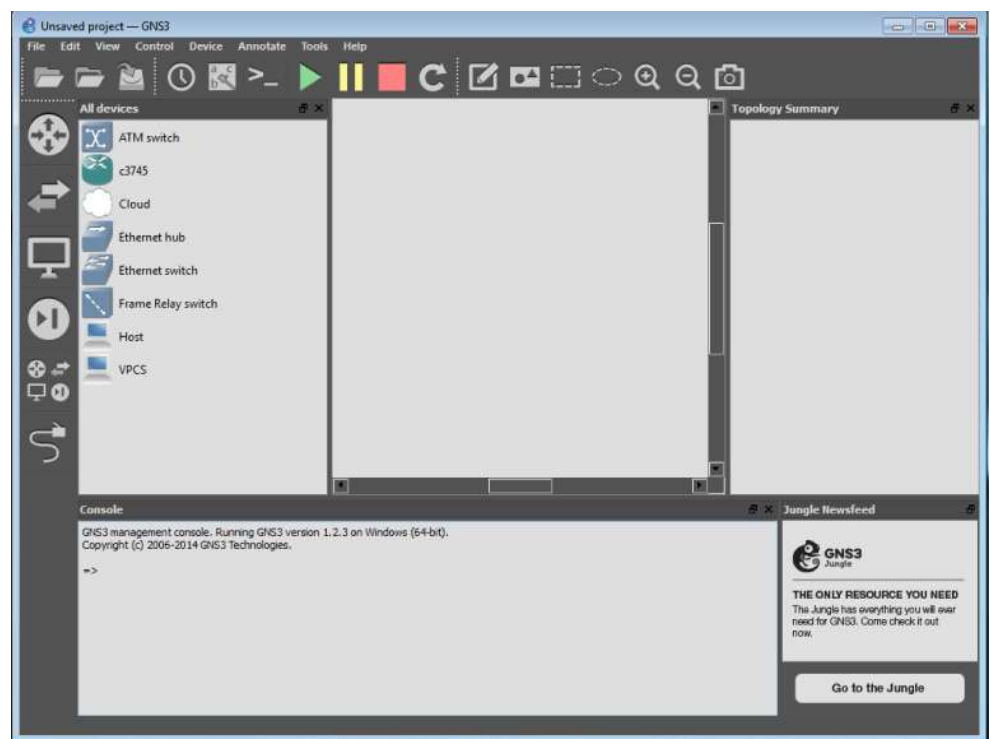 Unsaved project — GNS3
File Edit View Control Device Annotate Tools Help
All devices
Topology Summary
ATM switch
c3745
Cloud
Ethernet hub
Ethernet switch
Frame Relay switch
Host
VPCS
Console
Jungle Newsfeed
GNS3 management console. Running GNS3 version 1.2.3 on Windows (64-bit).
Copyright (c) 2006-2014 GNS3 Technologies.
=>
GNS3
Jungle
THE ONLY RESOURCE YOU NEED
The Jungle has everything you will ever
need for GNS3. Come check it out
now.
Go to the Jungle